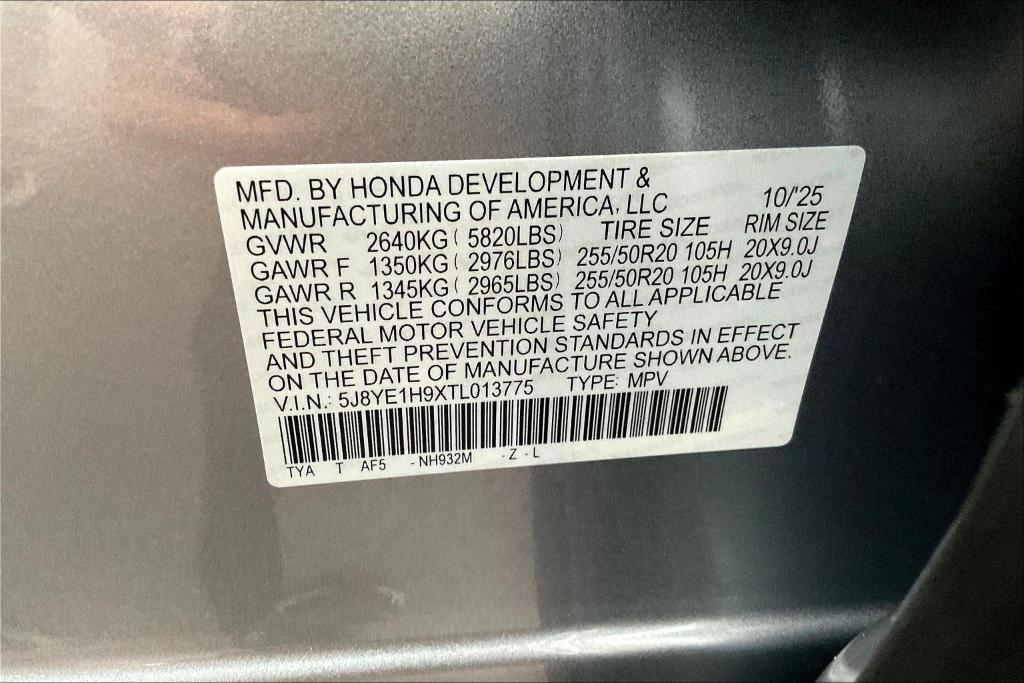 MFD. BY HONDA DEVELOPMENT &
MANUFACTURING OF AMERICA, LLC 10/'25
GVWR 2640KG ( 5820LBS) TIRE SIZE RIM SIZE
GAWR F 1350KG ( 2976LBS) 255/50R20 105H 20X9.0J
GAWR R 1345KG ( 2965LBS) 255/50R20 105H 20X9.0J
THIS VEHICLE CONFORMS TO ALL APPLICABLE
FEDERAL MOTOR VEHICLE SAFETY
AND THEFT PREVENTION STANDARDS IN EFFECT
ON THE DATE OF MANUFACTURE SHOWN ABOVE.
V.I.N.: 5J8YE1H9XTL013775 TYPE: MPV
TYA T AF5 -NH932M -Z -L